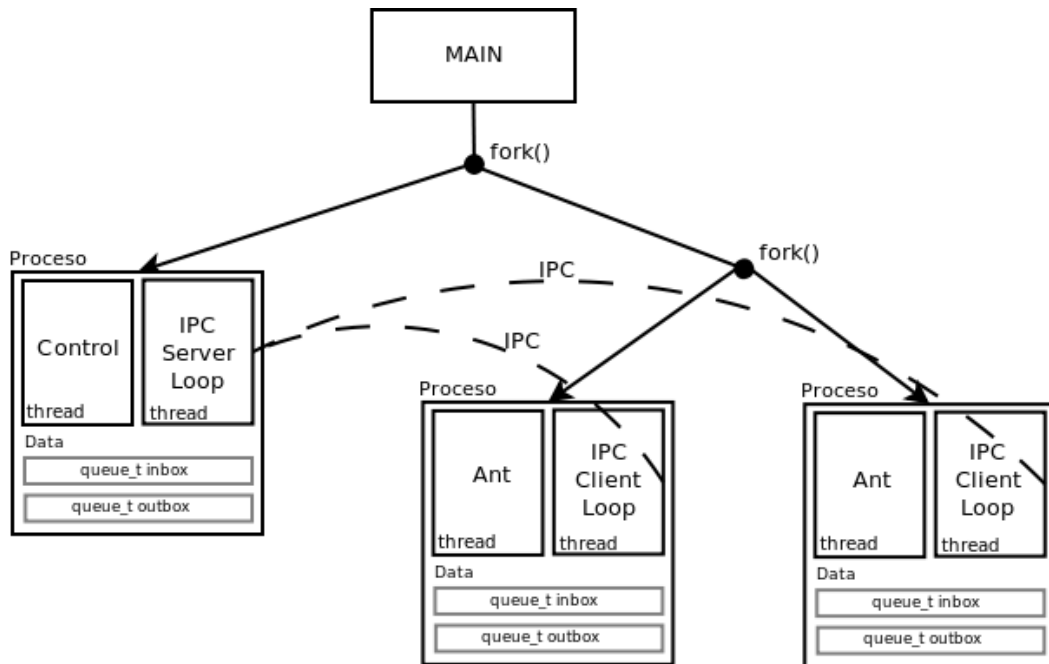 MAIN
fork()
Proceso
fork()
IPC
IPC
Control
thread
IPC
Server
Loop
thread
Data
queue_t inbox
queue_t outbox
Proceso
Ant
thread
IPC
Client
Loop
thread
Data
queue_t inbox
queue_t outbox
Proceso
Ant
thread
IPC
Client
Loop
thread
Data
queue_t inbox
queue_t outbox